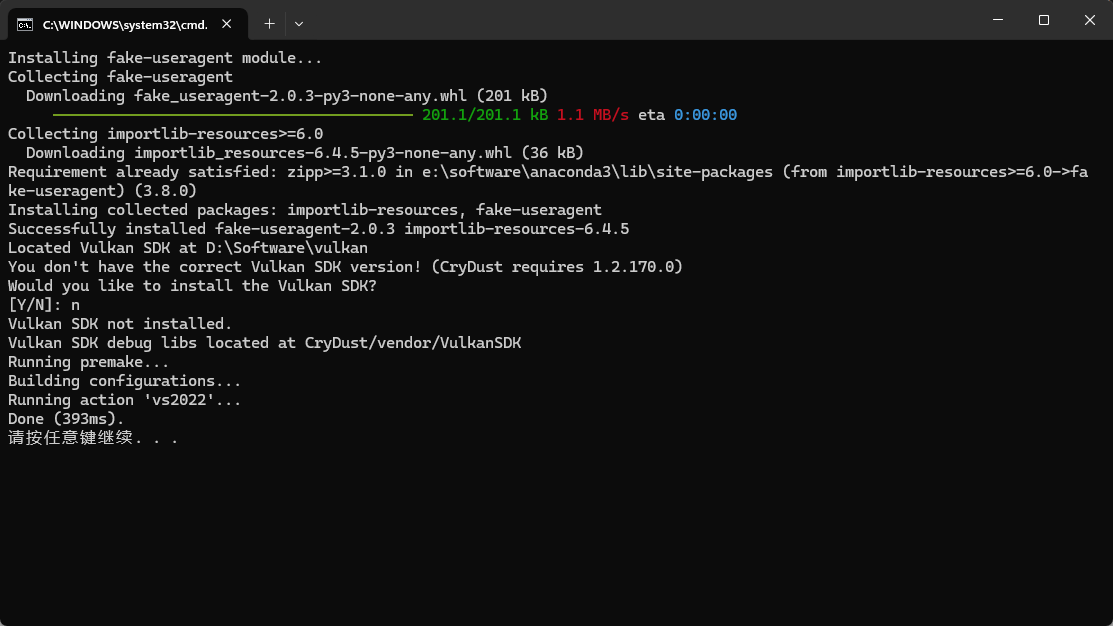 C:\WINDOWS\system32\cmd.
Installing fake-useragent module...
Collecting fake-useragent
Downloading fake_useragent-2.0.3-py3-none-any.whl (201 kB)
201.1/201.1 kB 1.1 MB/s eta 0:00:00
Collecting importlib-resources>=6.0
Downloading importlib_resources-6.4.5-py3-none-any.whl (36 kB)
Requirement already satisfied: zipp>=3.1.0 in e:\software\anaconda3\lib\site-packages (from importlib-resources>=6.0->fa
ke-useragent) (3.8.0)
Installing collected packages: importlib-resources, fake-useragent
Successfully installed fake-useragent-2.0.3 importlib-resources-6.4.5
Located Vulkan SDK at D:\Software\vulkan
You don't have the correct Vulkan SDK version! (CryDust requires 1.2.170.0)
Would you like to install the Vulkan SDK?
[Y/N]: n
Vulkan SDK not installed.
Vulkan SDK debug libs located at CryDust/vendor/VulkanSDK
Running premake...
Building configurations...
Running action 'vs2022'...
Done (393ms).
请按任意键继续. . .